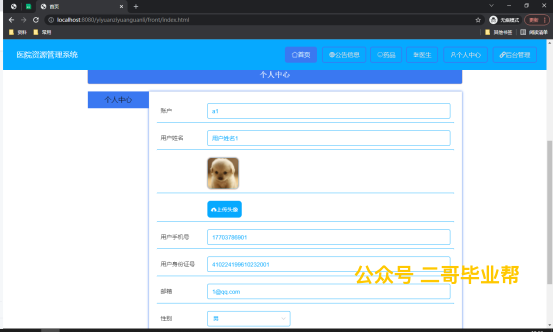 首页
localhost:8080/yiyuanziyuanguanli/front/index.html
无痕模式
更新
资料
常用
其他书签
阅读清单
医院资源管理系统
首页
公告信息
药品
医生
个人中心
后台管理
个人中心
个人中心
账户
a1
用户姓名
用户姓名1
上传头像
用户手机号
17703786901
用户身份证号
410224199610232001
公众号 二哥毕业帮
邮箱
1@qq.com
性别
男